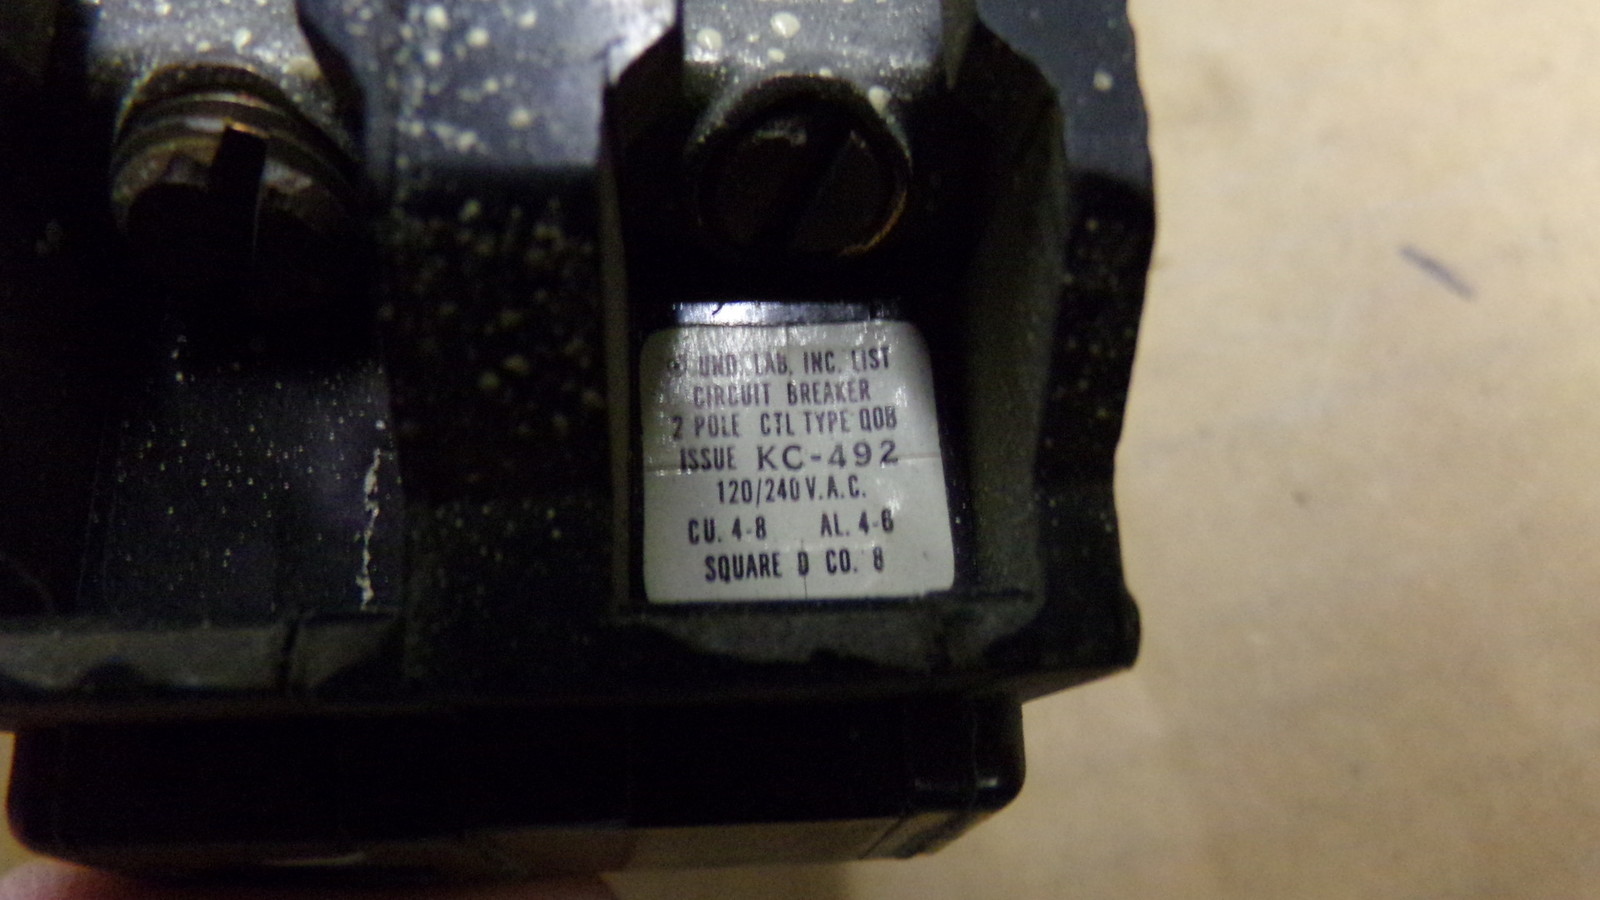 UND. LAB. INC. LIST
CIRCUIT BREAKER
2 POLE CTL TYPE QOB
ISSUE KC-492
120/240 V.A.C.
CU. 4-8 AL. 4-6
SQUARE D CO. 8